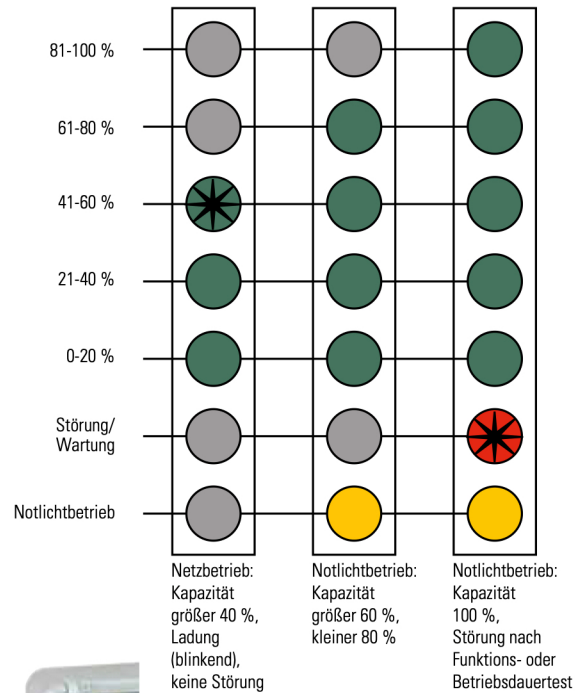 81-100 %
61-80 %
41-60 %
21-40 %
0-20 %
Störung/
Wartung
Notlichtbetrieb
Netzbetrieb:
Kapazität
größer 40 %,
Ladung
(blinkend),
keine Störung
Notlichtbetrieb:
Kapazität
größer 60 %,
kleiner 80 %
Notlichtbetrieb:
Kapazität
100 %,
Störung nach
Funktions- oder
Betriebsdauertest